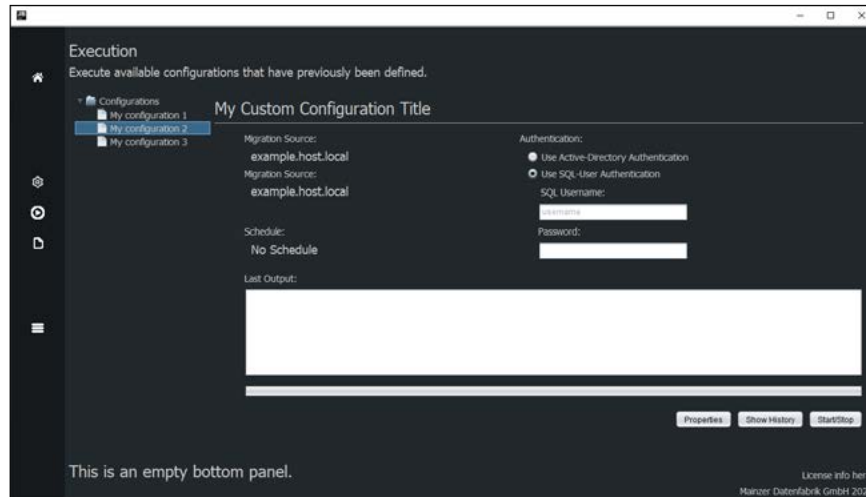 Execution
Execute available configurations that have previously been defined.
Configurations
My configuration 1
My configuration 2
My configuration 3
My Custom Configuration Title
Migration Source:
example.host.local
Migration Source:
example.host.local
Schedule:
No Schedule
Authentication:
Use Active-Directory Authentication
Use SQL-User Authentication
SQL Username:
username
Password:
Last Output:
Properties
Show History
Start/Stop
This is an empty bottom panel.
License info her
Mainzer Datenfabrik GmbH 202